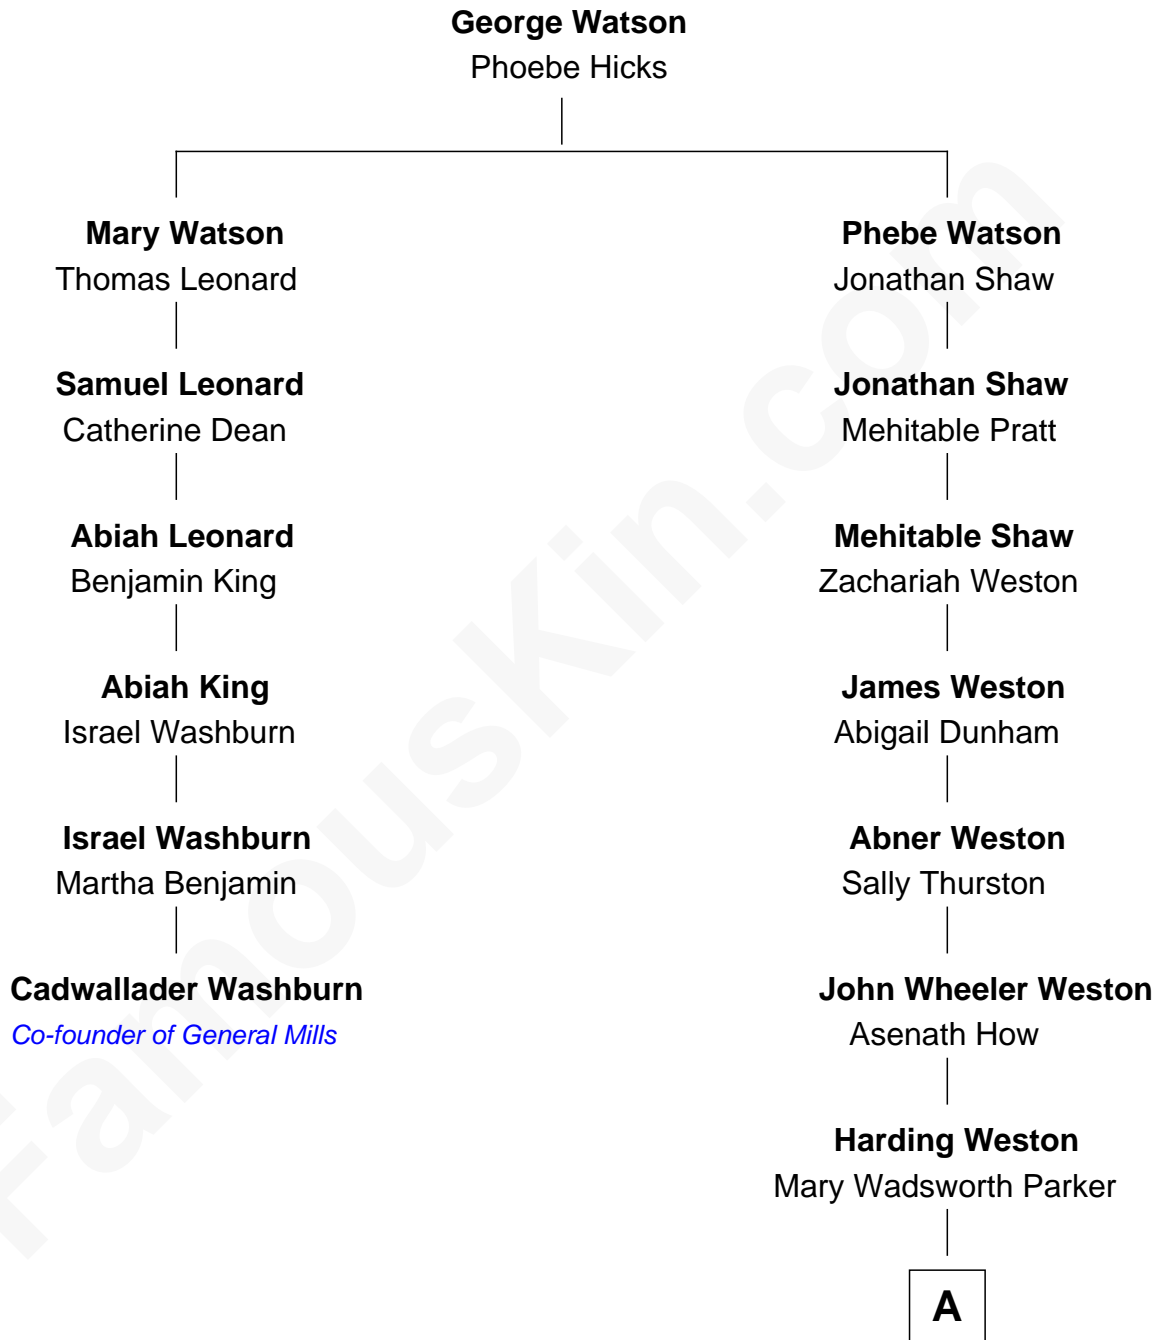 George Watson
Phoebe Hicks
Mary Watson
Thomas Leonard
Samuel Leonard
Catherine Dean
Abiah Leonard
Benjamin King
Abiah King
Israel Washburn
Israel Washburn
Martha Benjamin
Cadwallader Washburn
Co-founder of General Mills
Phebe Watson
Jonathan Shaw
Jonathan Shaw
Mehitable Pratt
Mehitable Shaw
Zachariah Weston
James Weston
Abigail Dunham
Abner Weston
Sally Thurston
John Wheeler Weston
Asenath How
Harding Weston
Mary Wadsworth Parker
A
FamousKin.com